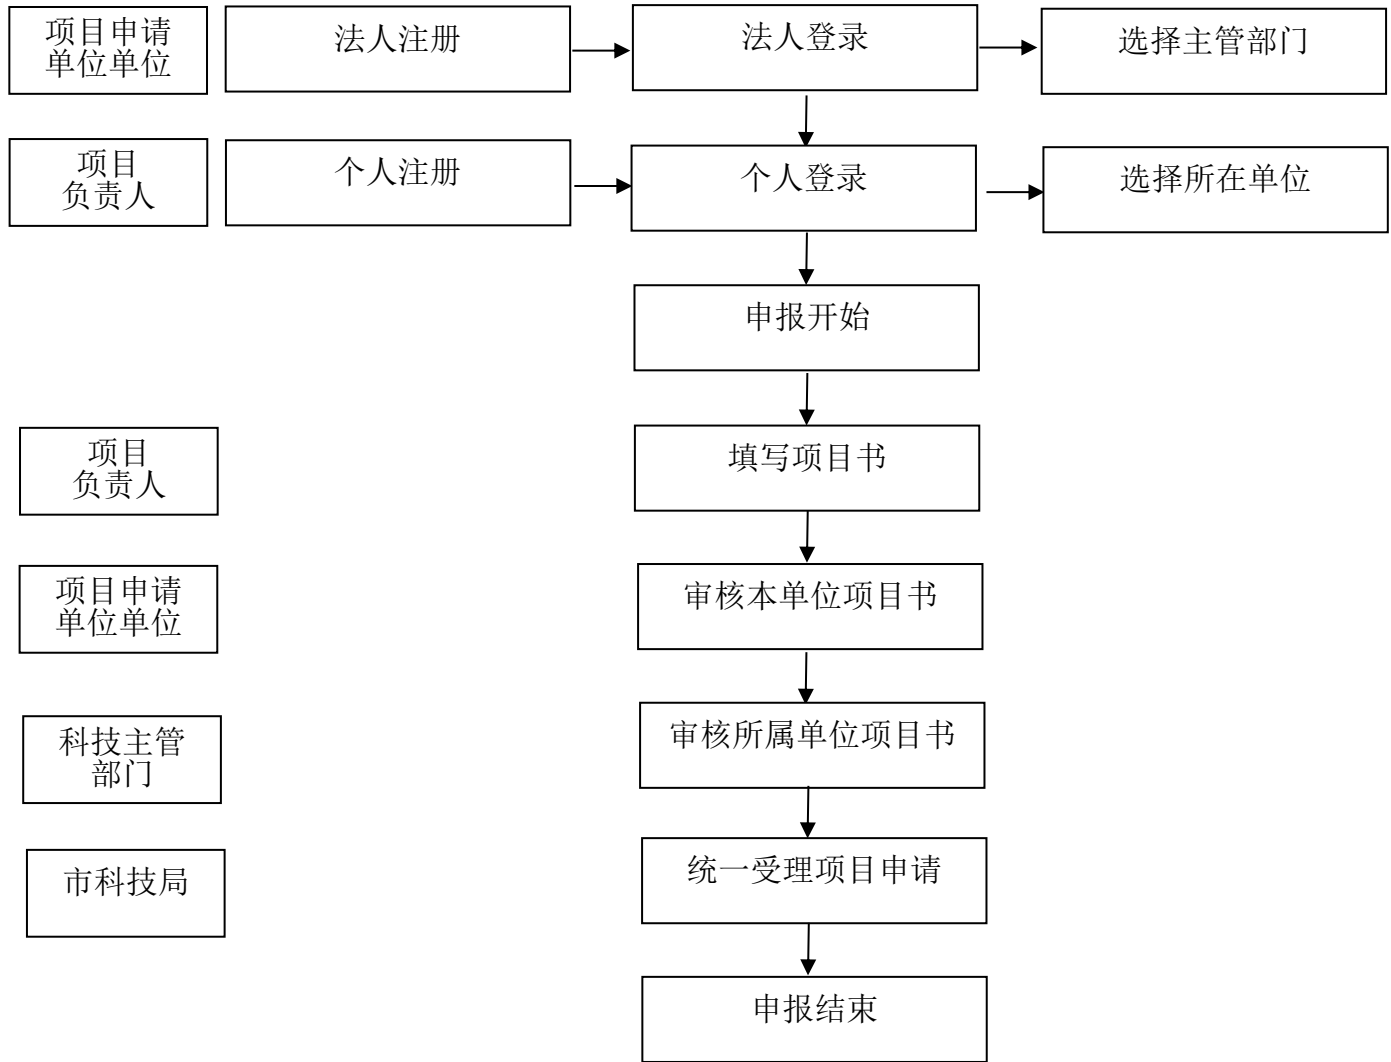 项目申请
单位单位
法人注册
法人登录
选择主管部门
项目
负责人
个人注册
个人登录
选择所在单位
申报开始
项目
负责人
填写项目书
项目申请
单位单位
审核本单位项目书
科技主管
部门
审核所属单位项目书
市科技局
统一受理项目申请
申报结束